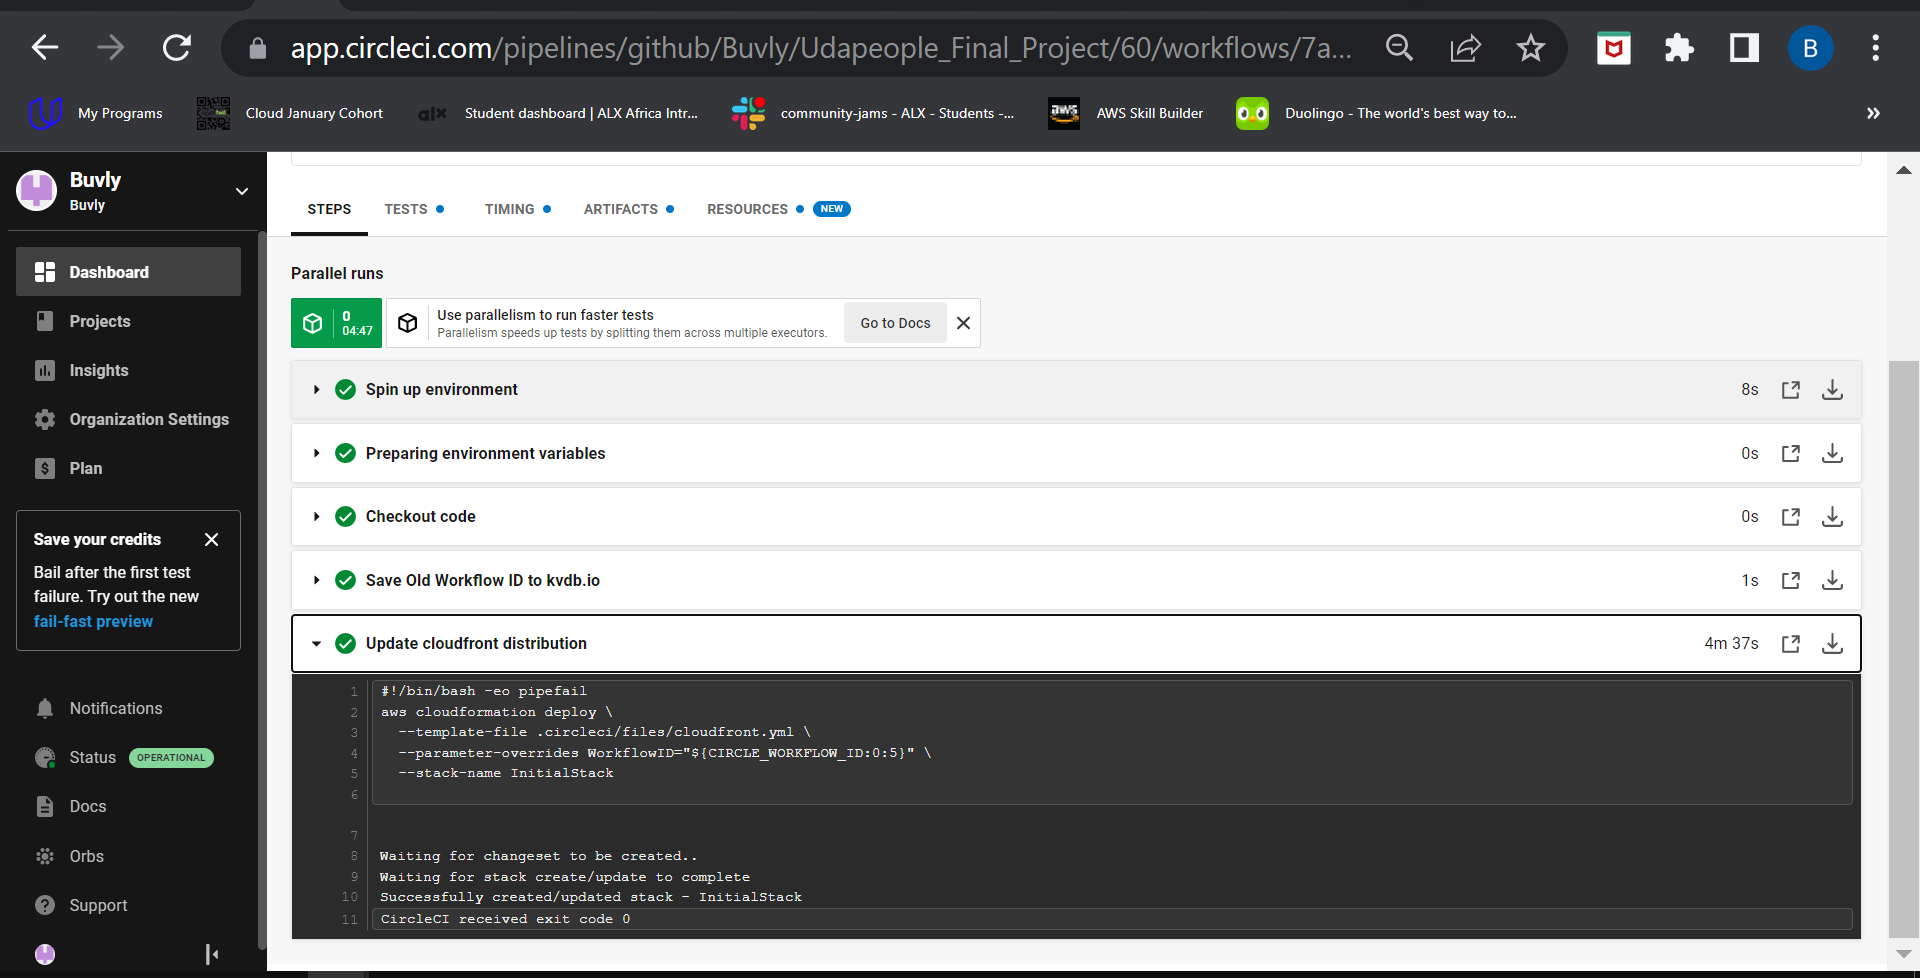 app.circleci.com/pipelines/github/Buvly/Udapeople_Final_Project/60/workflows/7a...
B
My Programs
Cloud January Cohort
alx
Student dashboard | ALX Africa Intr...
community-jams - ALX - Students -...
aws
AWS Skill Builder
Duolingo - The world's best way to...
»
Buvly
Buvly
Dashboard
Projects
Insights
Organization Settings
Plan
Save your credits
Bail after the first test
failure. Try out the new
fail-fast preview
Notifications
Status OPERATIONAL
Docs
Orbs
Support
STEPS
TESTS
TIMING
ARTIFACTS
RESOURCES NEW
Parallel runs
0
04:47
Use parallelism to run faster tests
Parallelism speeds up tests by splitting them across multiple executors.
Go to Docs
Spin up environment 8s
Preparing environment variables 0s
Checkout code 0s
Save Old Workflow ID to kvdb.io 1s
Update cloudfront distribution 4m 37s
1 #!/bin/bash -eo pipefail
2 aws cloudformation deploy \
3 --template-file .circleci/files/cloudfront.yml \
4 --parameter-overrides WorkflowID="${CIRCLE_WORKFLOW_ID:0:5}" \
5 --stack-name InitialStack
6
7
8 Waiting for changeset to be created..
9 Waiting for stack create/update to complete
10 Successfully created/updated stack - InitialStack
11 CircleCI received exit code 0